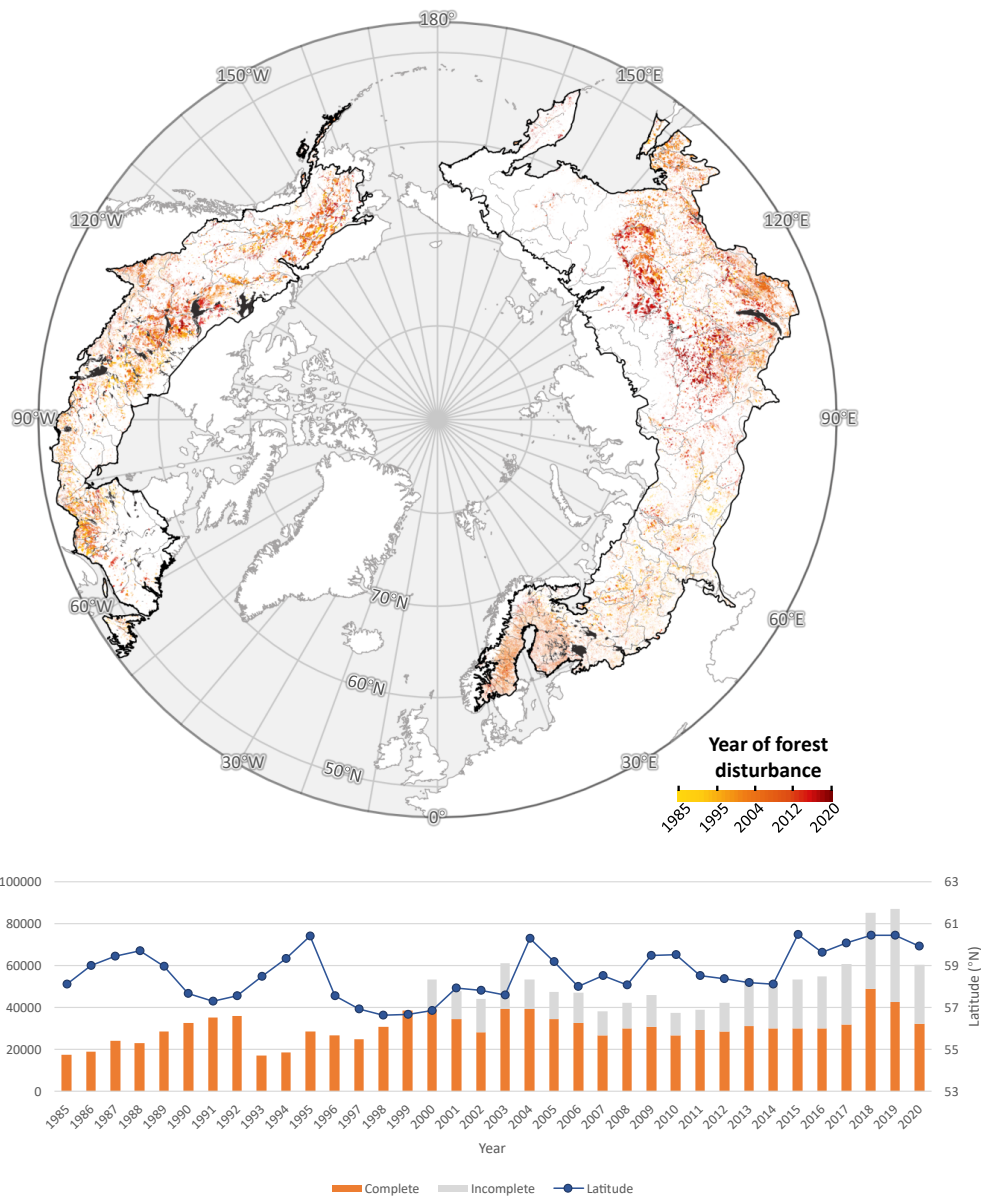 180°
150°W
150°E
120°W
120°E
90°W
90°E
60°W
70°N
60°E
60°N
50°N
30°W
30°E
0°
Year of forest
disturbance
1985 1995 2004 2012 2020
100000 63
80000 61
60000 59
40000 57
20000 55
0 53
Latitude (°N)
1985 1986 1987 1988 1989 1990 1991 1992 1993 1994 1995 1996 1997 1998 1999 2000 2001 2002 2003 2004 2005 2006 2007 2008 2009 2010 2011 2012 2013 2014 2015 2016 2017 2018 2019 2020
Year
Complete Incomplete Latitude